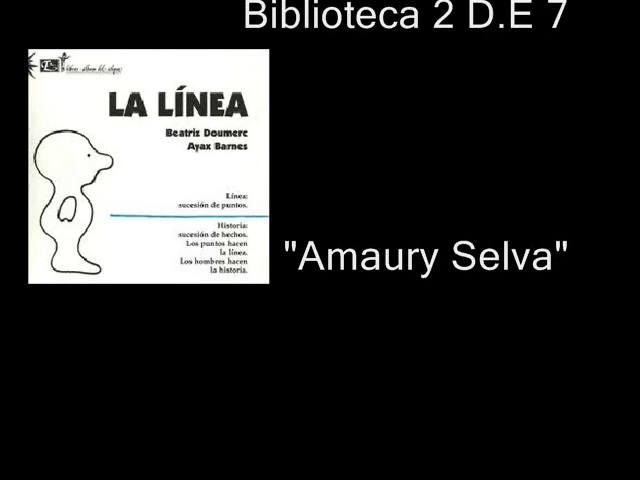 Biblioteca 2 D.E 7
LA LÍNEA
Beatriz Doumerc
Ayax Barnes
Línea:
sucesión de puntos.
Historia:
sucesión de hechos.
Los puntos hacen
la línea.
Los hombres hacen
la historia.
"Amaury Selva"